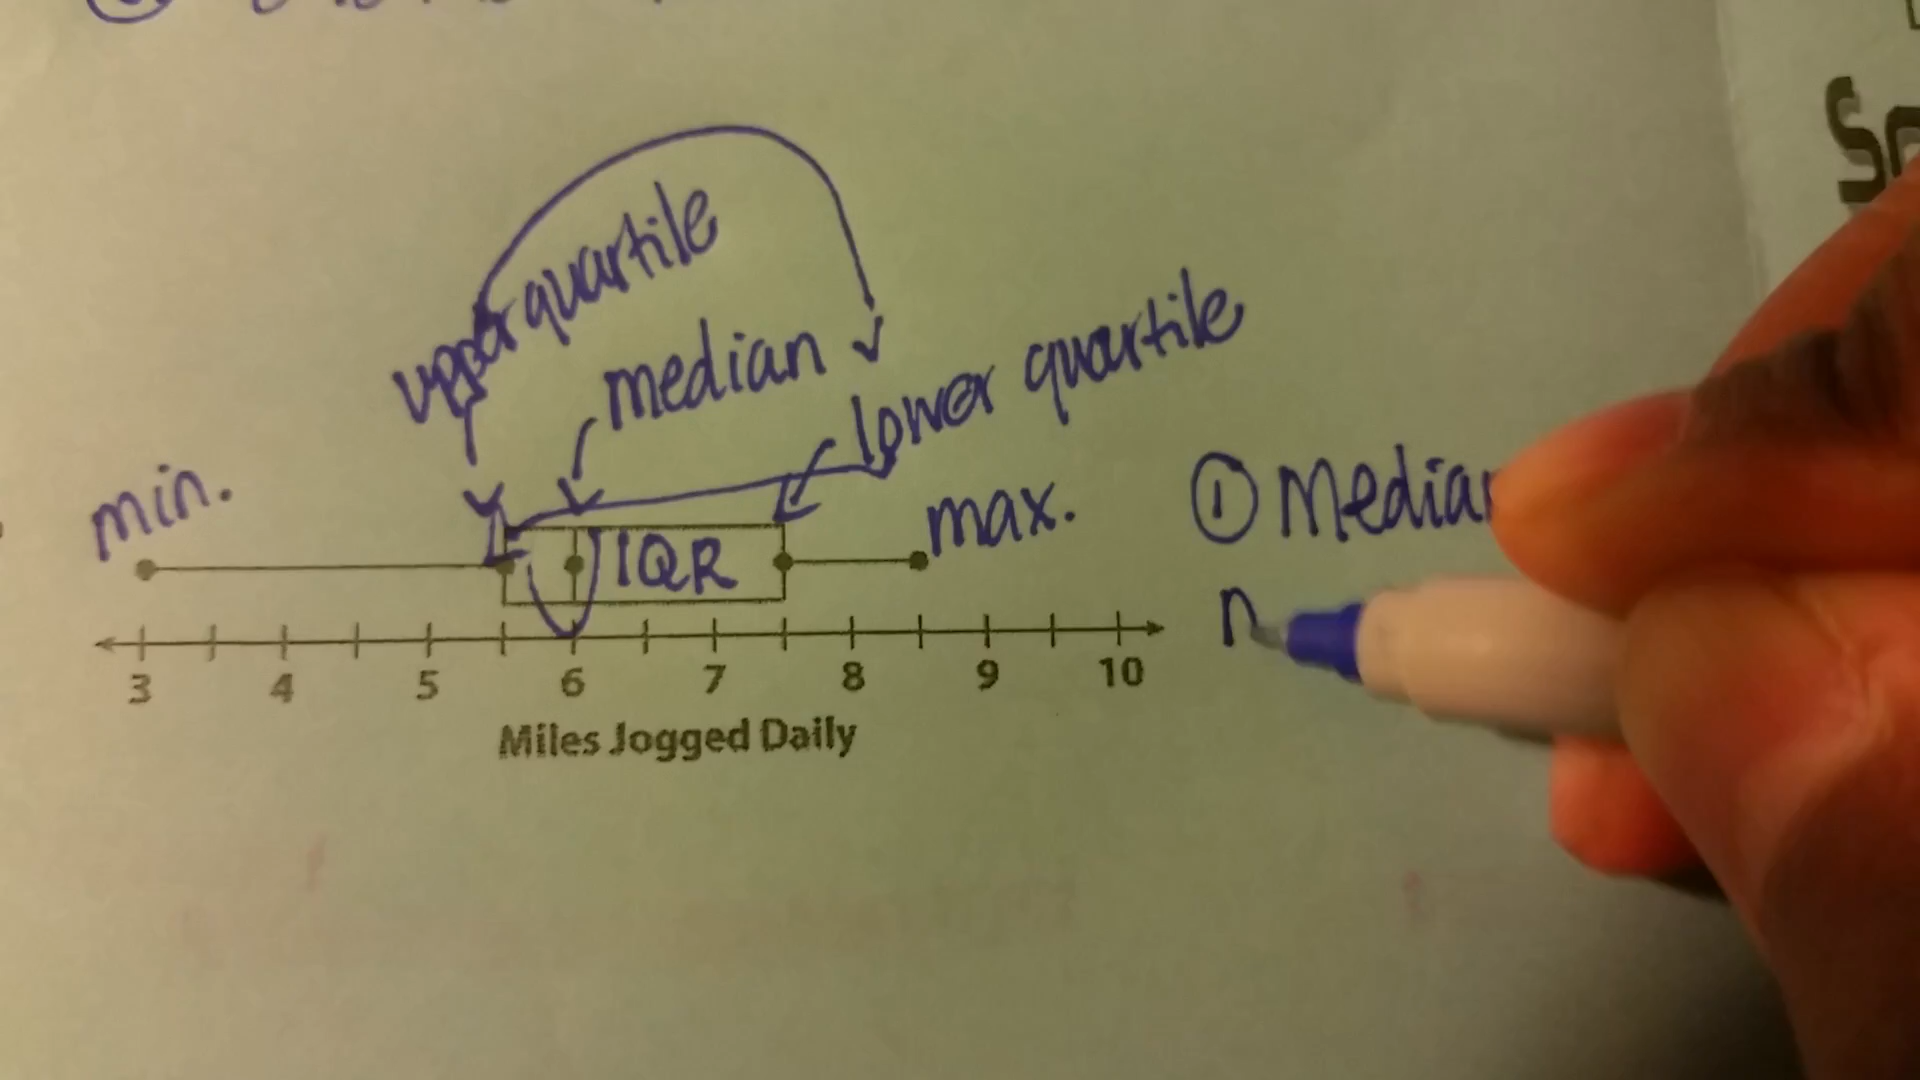 upper quartile
median
lower quartile
min.
IQR
max.
① Median
3 4 5 6 7 8 9 10
Miles Jogged Daily